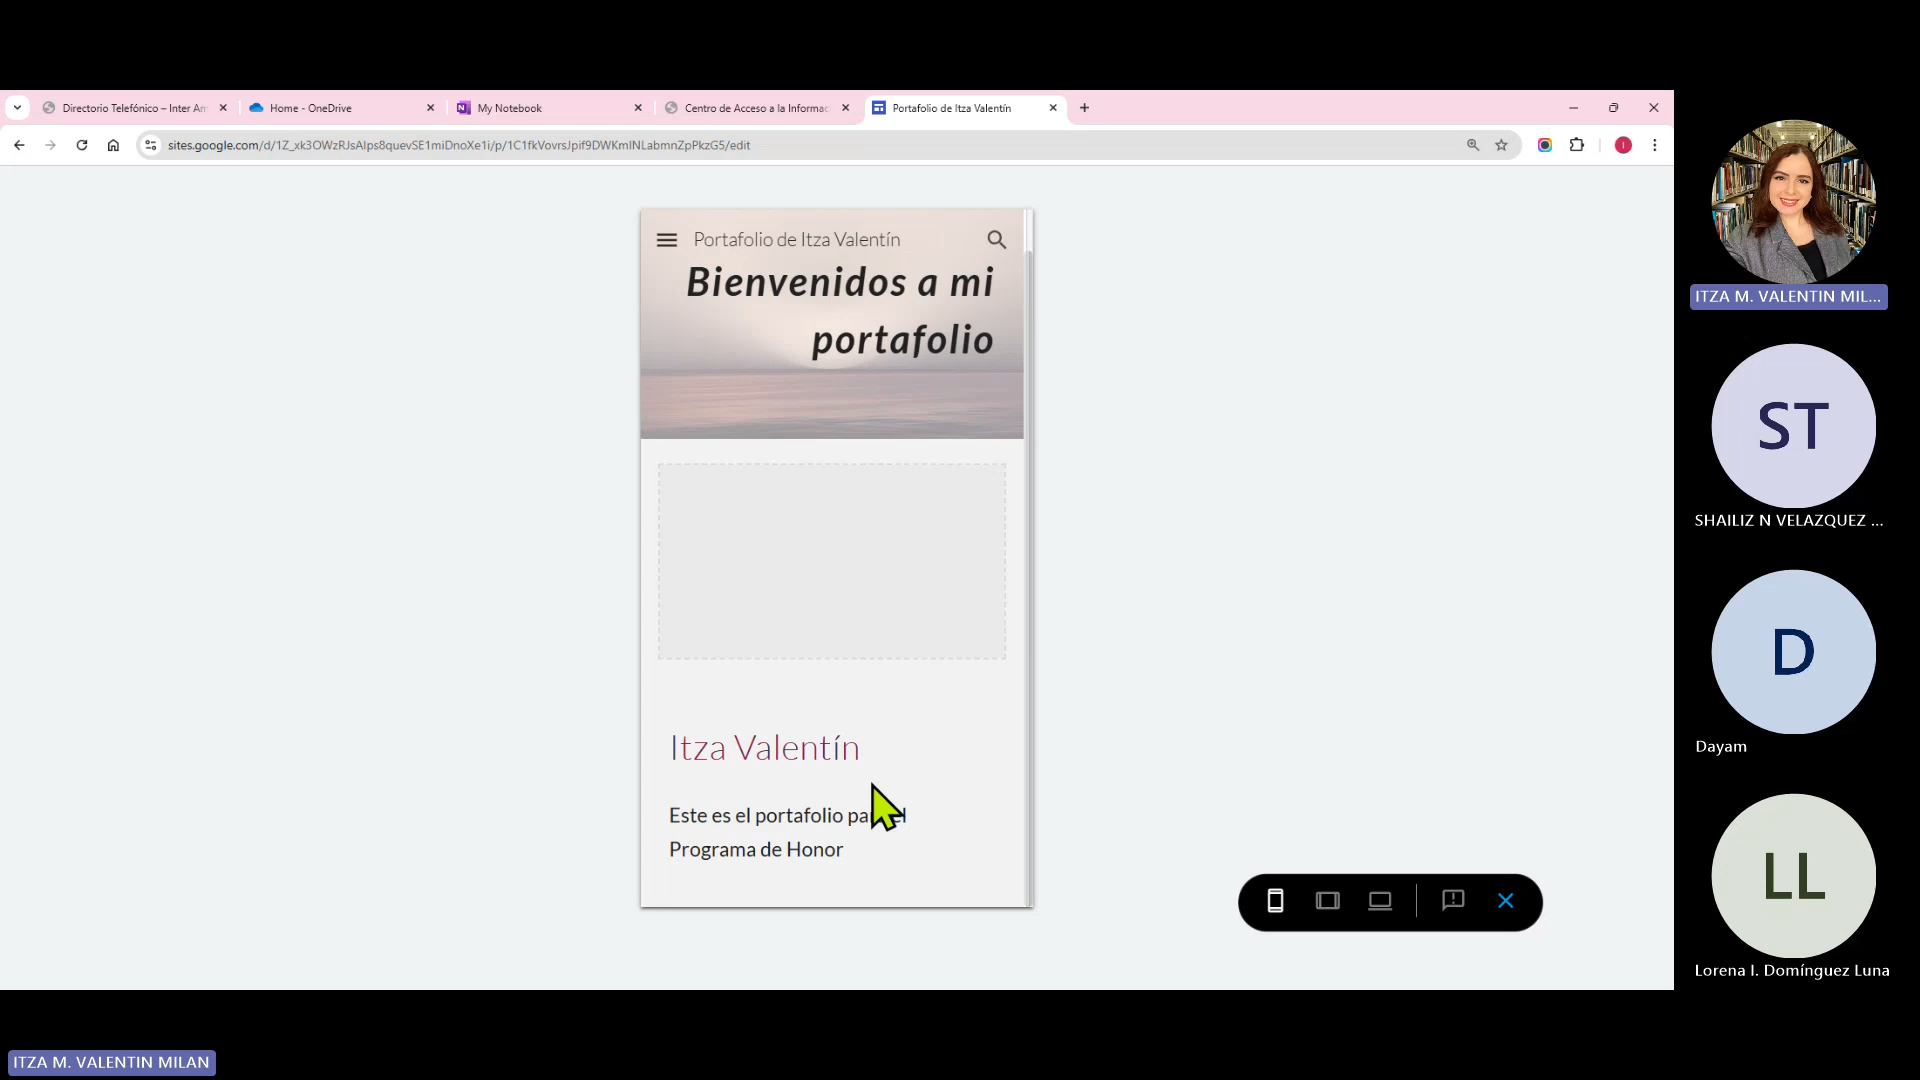 Directorio Telefónico – Inter Am
Home - OneDrive
My Notebook
Centro de Acceso a la Informac
Portafolio de Itza Valentín
sites.google.com/d/1Z_xk3OWzRJsAlps8quevSE1miDnoXe1i/p/1C1fkVovrsJpif9DWKmINLabmnZpPkzG5/edit
Portafolio de Itza Valentín
Bienvenidos a mi
portafolio
Itza Valentín
Este es el portafolio pa el
Programa de Honor
ITZA M. VALENTIN MIL...
ST
SHAILIZ N VELAZQUEZ ...
D
Dayam
LL
Lorena I. Domínguez Luna
ITZA M. VALENTIN MILAN